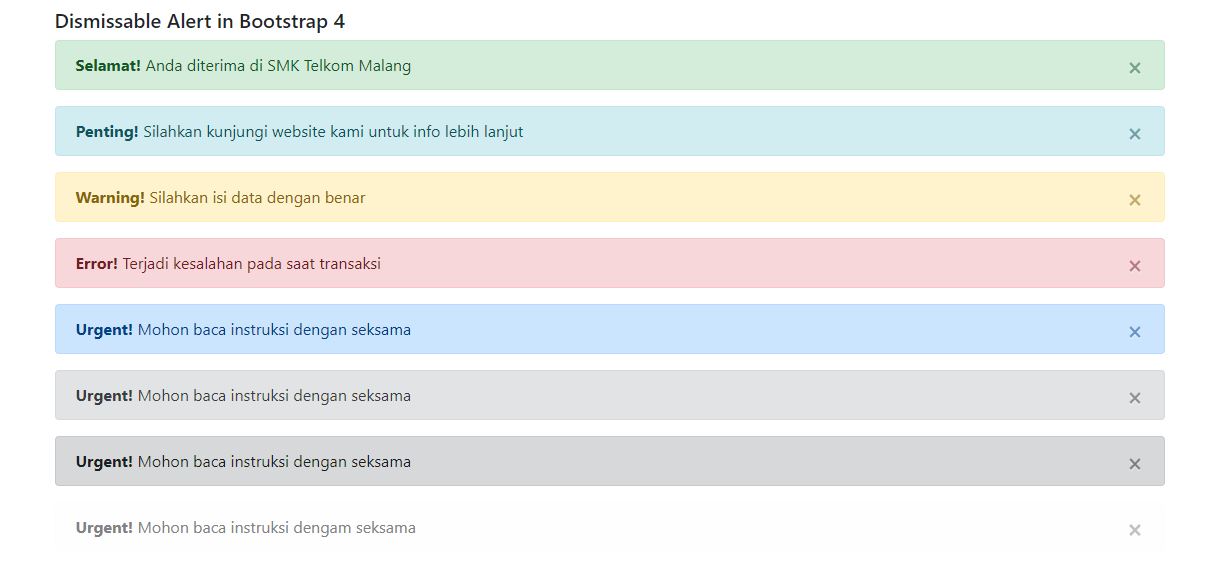 Dismissable Alert in Bootstrap 4
Selamat! Anda diterima di SMK Telkom Malang ×
Penting! Silahkan kunjungi website kami untuk info lebih lanjut ×
Warning! Silahkan isi data dengan benar ×
Error! Terjadi kesalahan pada saat transaksi ×
Urgent! Mohon baca instruksi dengan seksama ×
Urgent! Mohon baca instruksi dengan seksama ×
Urgent! Mohon baca instruksi dengan seksama ×
Urgent! Mohon baca instruksi dengam seksama ×